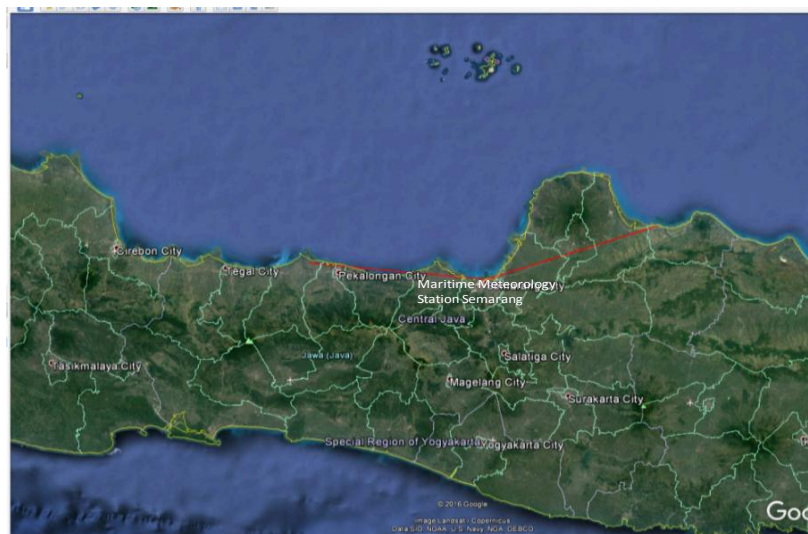 Cirebon City
Tegal City
Pekalongan City
Maritime Meteorology
Station Semarang
City
Central Java
Jawa (Java)
Salatiga City
Tasikmalaya City
Magelang City
Surakarta City
Special Region of Yogyakarta
Yogyakarta City
© 2016 Google
Image Landsat / Copernicus
Data SIO, NOAA, U.S. Navy, NGA, GEBCO
Goo